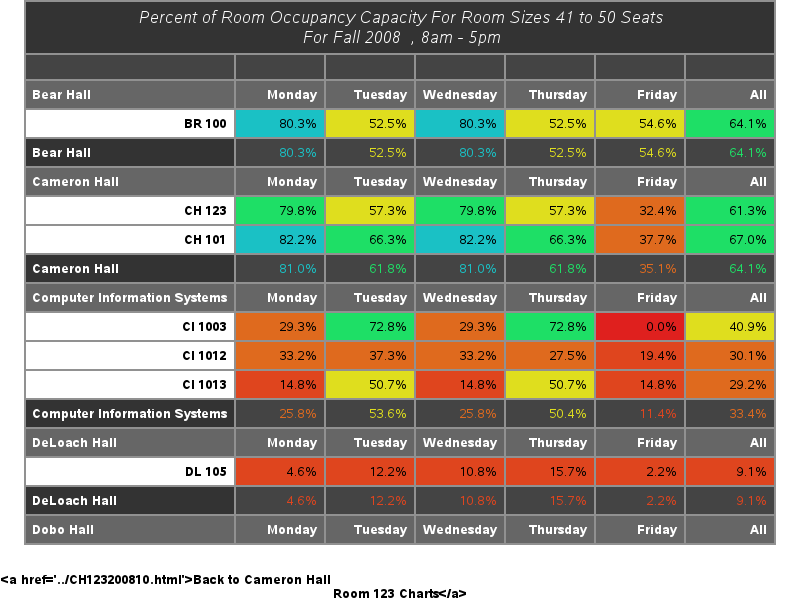 Percent of Room Occupancy Capacity For Room Sizes 41 to 50 Seats
For Fall 2008 , 8am - 5pm
Bear Hall Monday Tuesday Wednesday Thursday Friday All
BR 100 80.3% 52.5% 80.3% 52.5% 54.6% 64.1%
Bear Hall 80.3% 52.5% 80.3% 52.5% 54.6% 64.1%
Cameron Hall Monday Tuesday Wednesday Thursday Friday All
CH 123 79.8% 57.3% 79.8% 57.3% 32.4% 61.3%
CH 101 82.2% 66.3% 82.2% 66.3% 37.7% 67.0%
Cameron Hall 81.0% 61.8% 81.0% 61.8% 35.1% 64.1%
Computer Information Systems Monday Tuesday Wednesday Thursday Friday All
CI 1003 29.3% 72.8% 29.3% 72.8% 0.0% 40.9%
CI 1012 33.2% 37.3% 33.2% 27.5% 19.4% 30.1%
CI 1013 14.8% 50.7% 14.8% 50.7% 14.8% 29.2%
Computer Information Systems 25.8% 53.6% 25.8% 50.4% 11.4% 33.4%
DeLoach Hall Monday Tuesday Wednesday Thursday Friday All
DL 105 4.6% 12.2% 10.8% 15.7% 2.2% 9.1%
DeLoach Hall 4.6% 12.2% 10.8% 15.7% 2.2% 9.1%
Dobo Hall Monday Tuesday Wednesday Thursday Friday All
<a href='../CH123200810.html'>Back to Cameron Hall
Room 123 Charts</a>